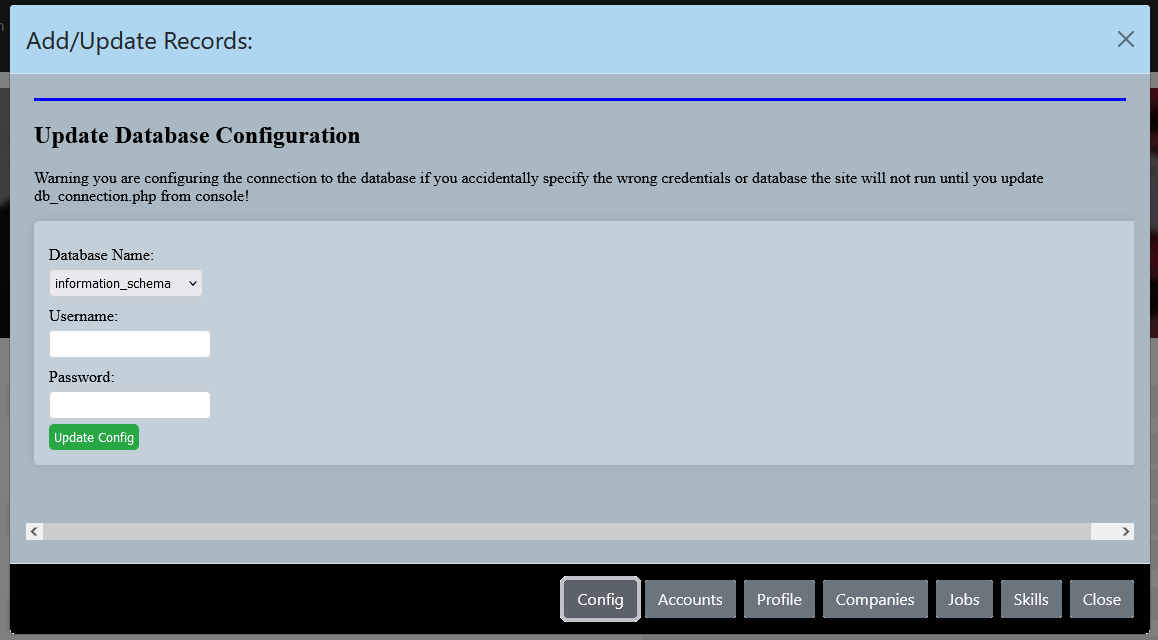 Add/Update Records:
Update Database Configuration
Warning you are configuring the connection to the database if you accidentally specify the wrong credentials or database the site will not run until you update
db_connection.php from console!
Database Name:
information_schema
Username:
Password:
Update Config
Config Accounts Profile Companies Jobs Skills Close